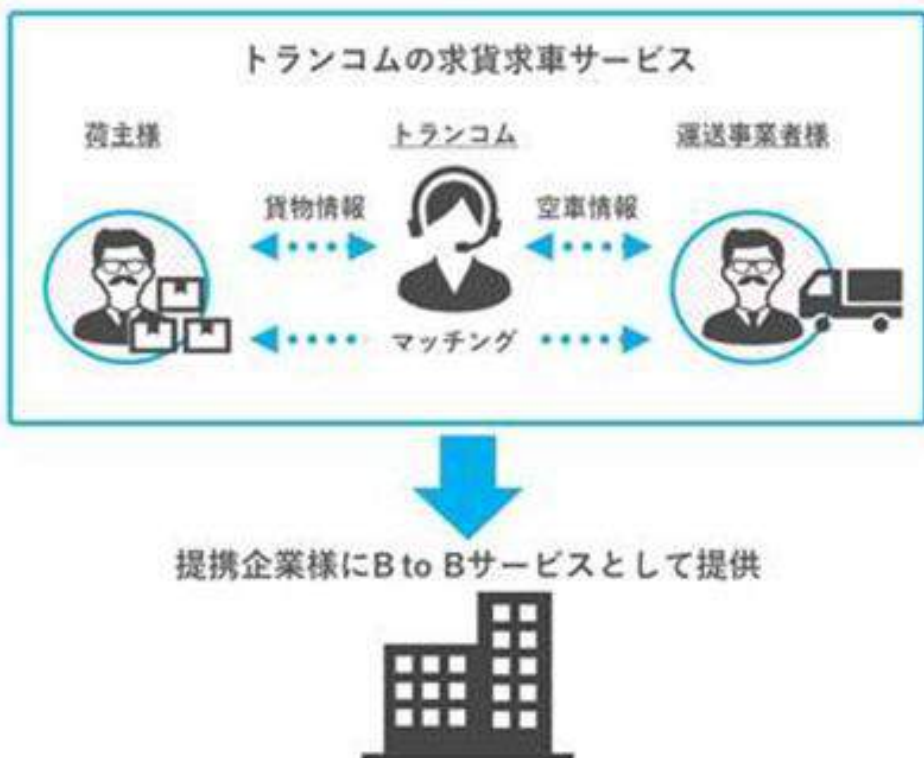 トランコムの求貨求車サービス
荷主様
トランコム
運送事業者様
貨物情報
空車情報
マッチング
提携企業様にB to Bサービスとして提供